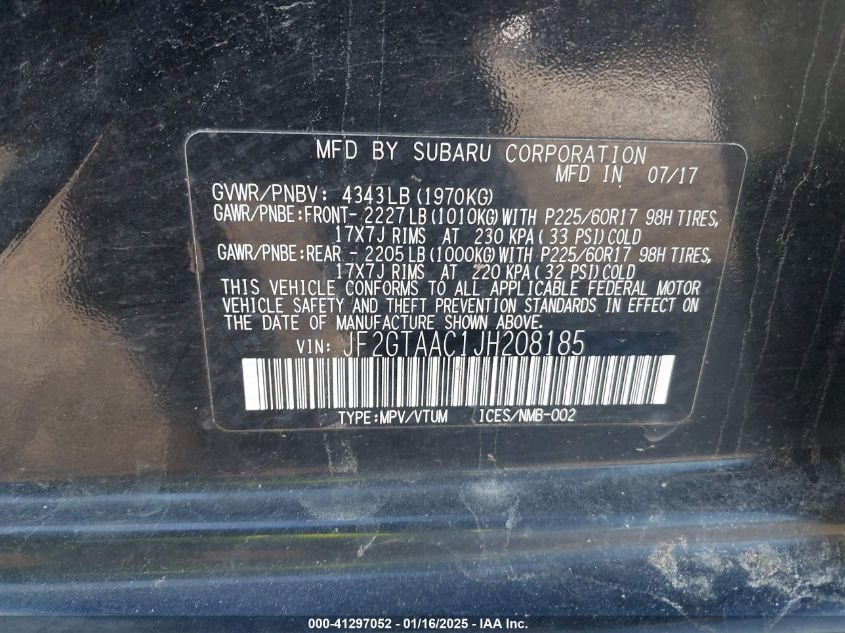 MFD BY SUBARU CORPORATION
MFD IN 07/17
GVWR/PNBV: 4343LB (1970KG)
GAWR/PNBE:FRONT- 2227 LB (1010KG) WITH P225/60R17 98H TIRES,
17X7J RIMS AT 230 KPA ( 33 PSI) COLD
GAWR/PNBE:REAR - 2205 LB (1000KG) WITH P225/60R17 98H TIRES,
17X7J RIMS AT 220 KPA ( 32 PSI) COLD
THIS VEHICLE CONFORMS TO ALL APPLICABLE FEDERAL MOTOR
VEHICLE SAFETY AND THEFT PREVENTION STANDARDS IN EFFECT ON
THE DATE OF MANUFACTURE SHOWN ABOVE.
VIN: JF2GTAAC1JH208185
TYPE:MPV/VTUM ICES/NMB-002
000-41297052 - 01/16/2025 - IAA Inc.